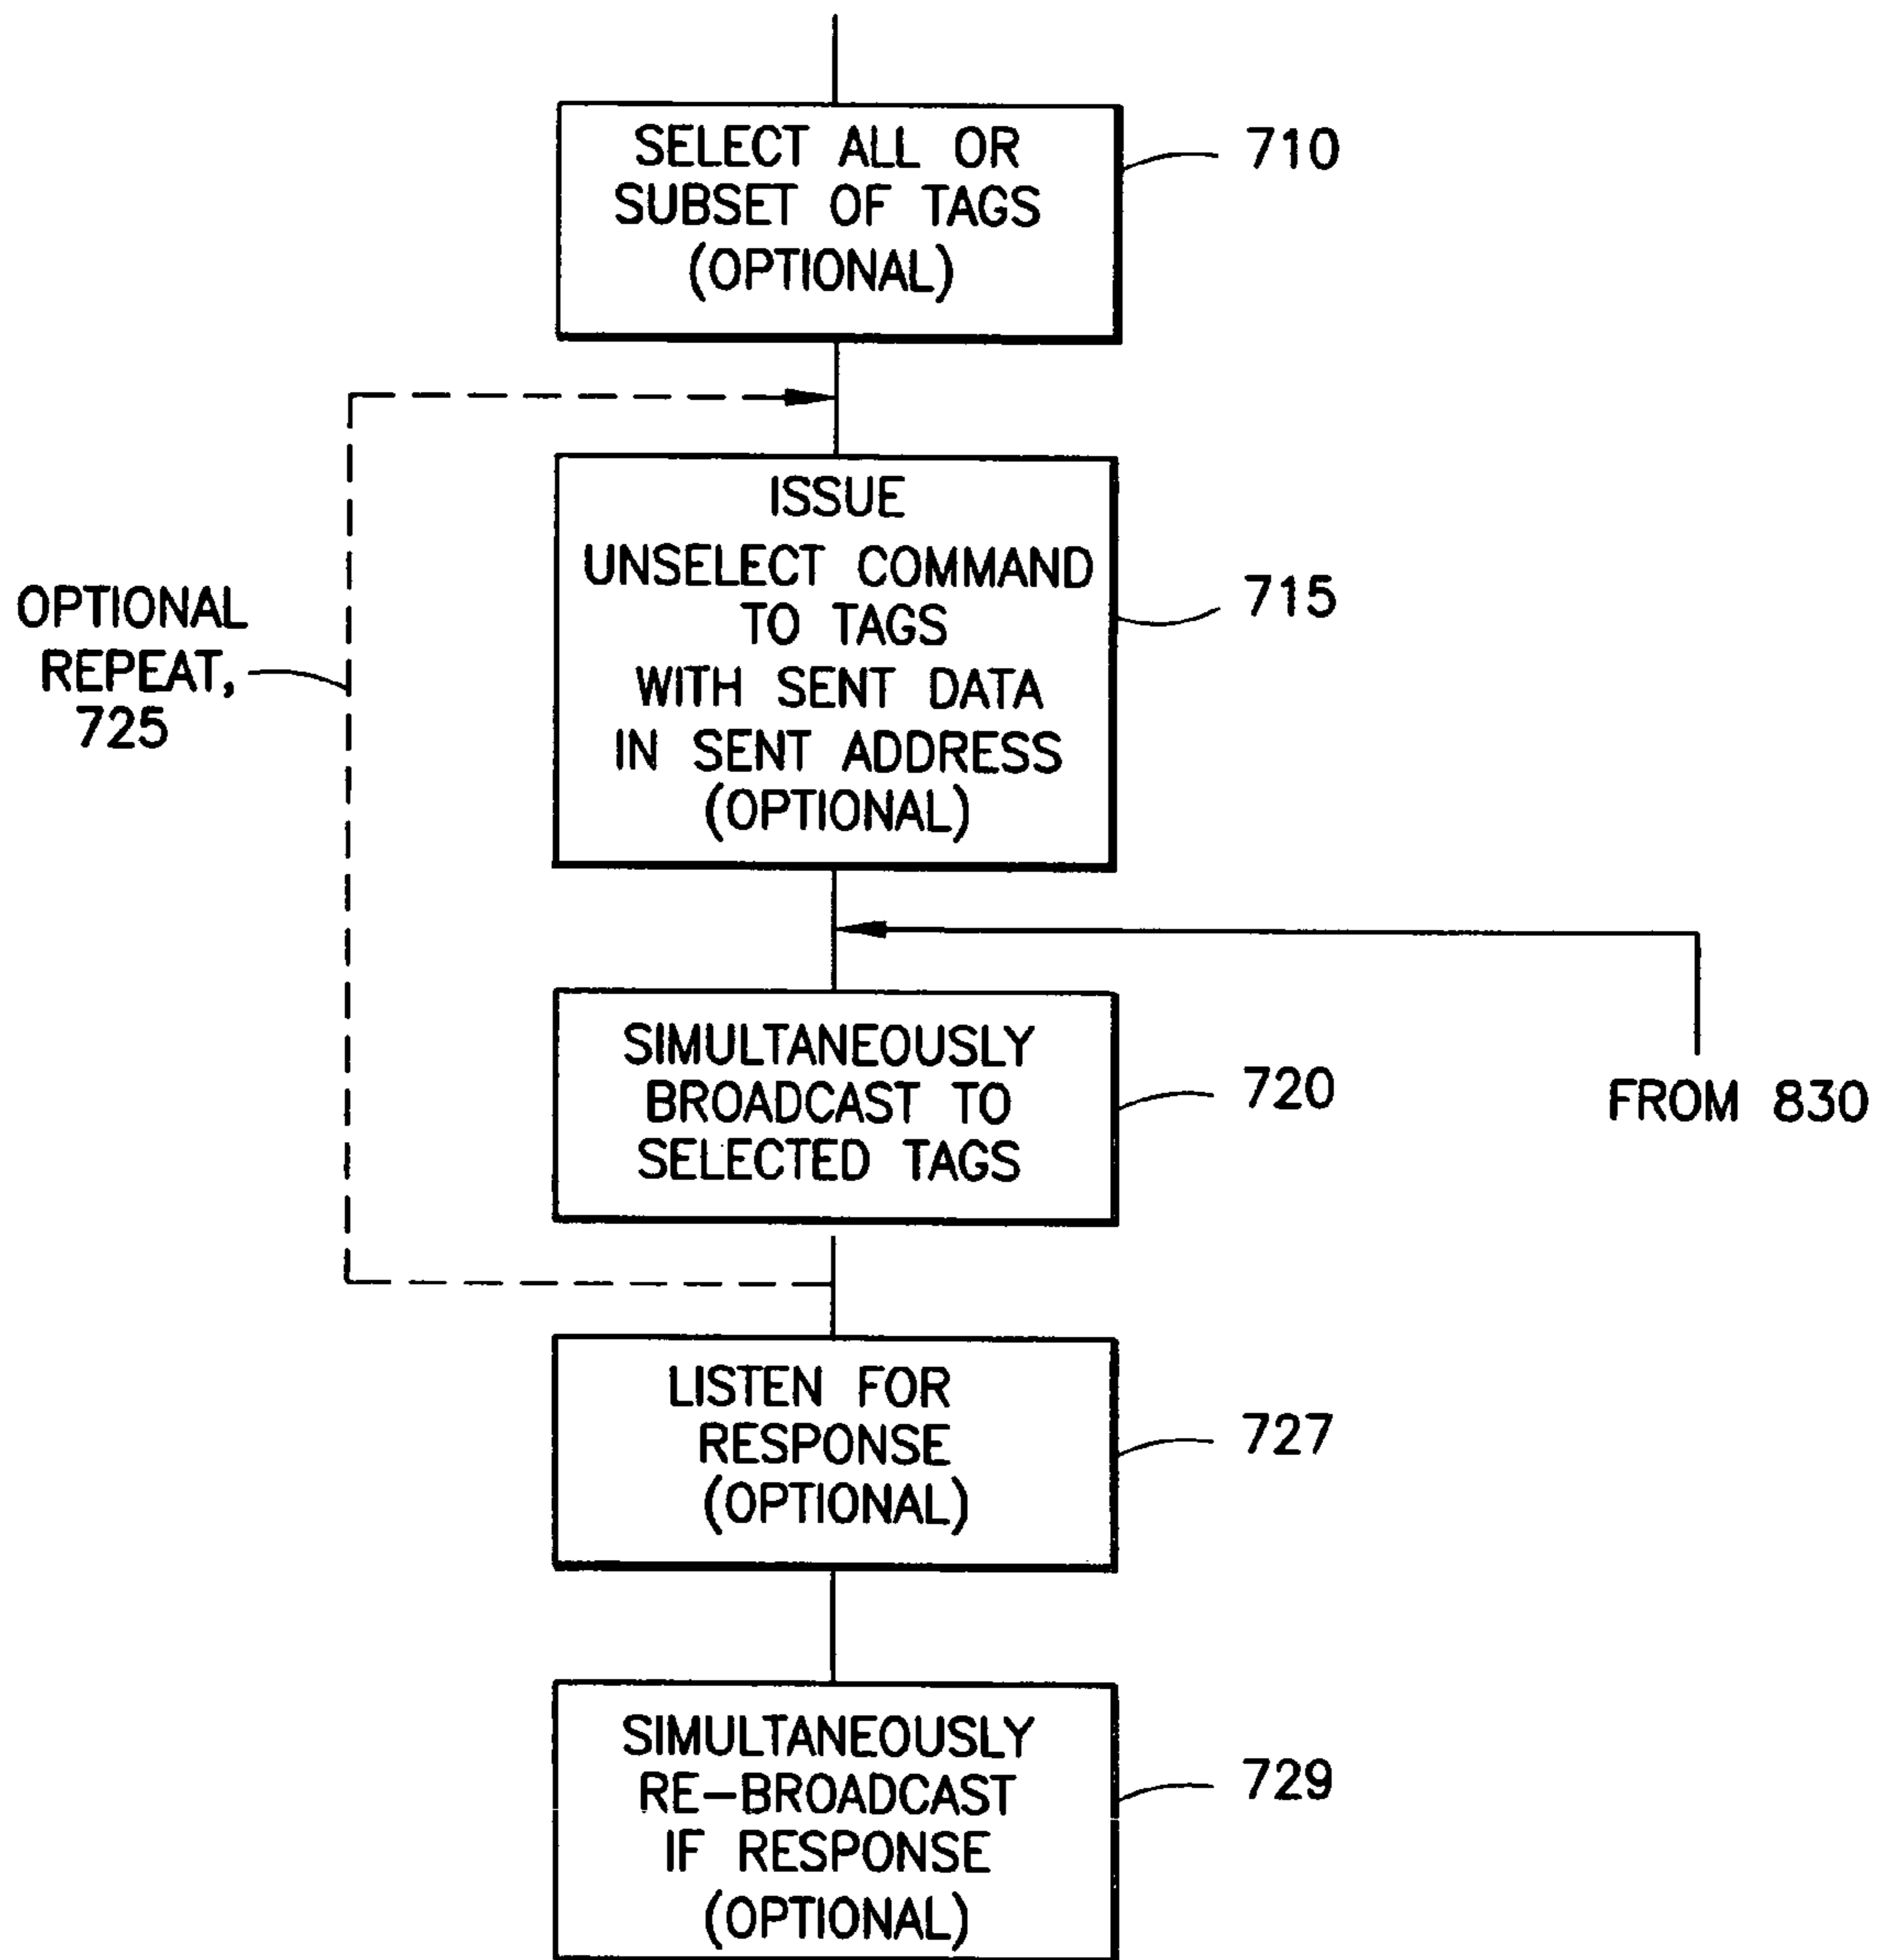 SELECT ALL OR
SUBSET OF TAGS
(OPTIONAL)
710
ISSUE
UNSELECT COMMAND
TO TAGS
WITH SENT DATA
IN SENT ADDRESS
(OPTIONAL)
715
OPTIONAL
REPEAT,
725
SIMULTANEOUSLY
BROADCAST TO
SELECTED TAGS
720
FROM 830
LISTEN FOR
RESPONSE
(OPTIONAL)
727
SIMULTANEOUSLY
RE-BROADCAST
IF RESPONSE
(OPTIONAL)
729